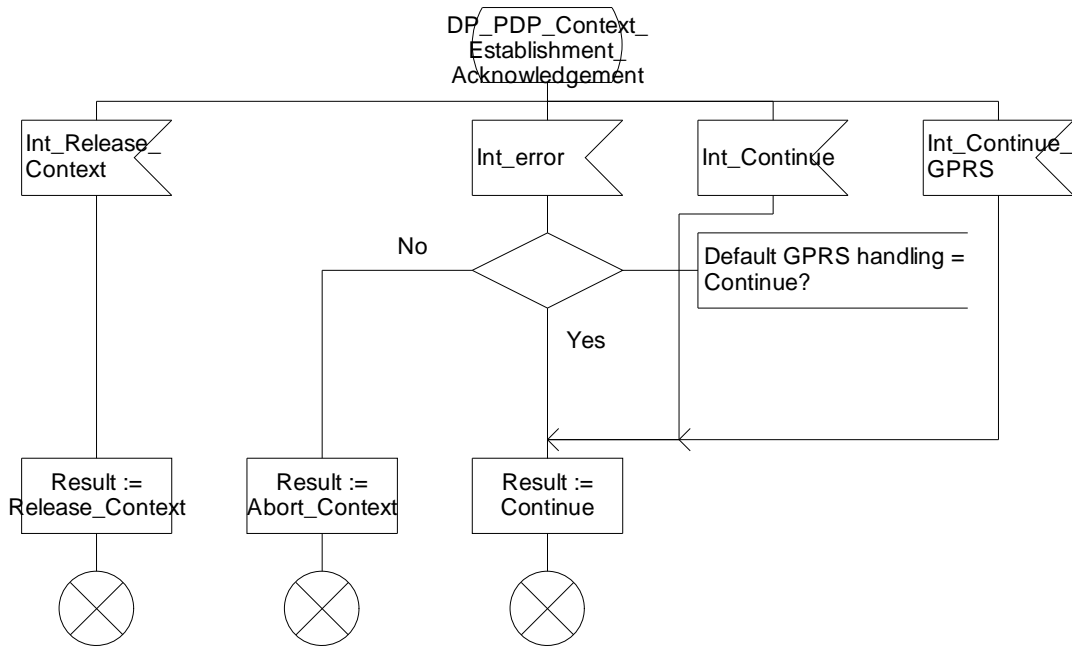 DP_PDP_Context_
Establishment_
Acknowledgement
Int_Release_
Context
Int_error
Int_Continue
Int_Continue_
GPRS
No
Default GPRS handling =
Continue?
Yes
Result :=
Release_Context
Result :=
Abort_Context
Result :=
Continue